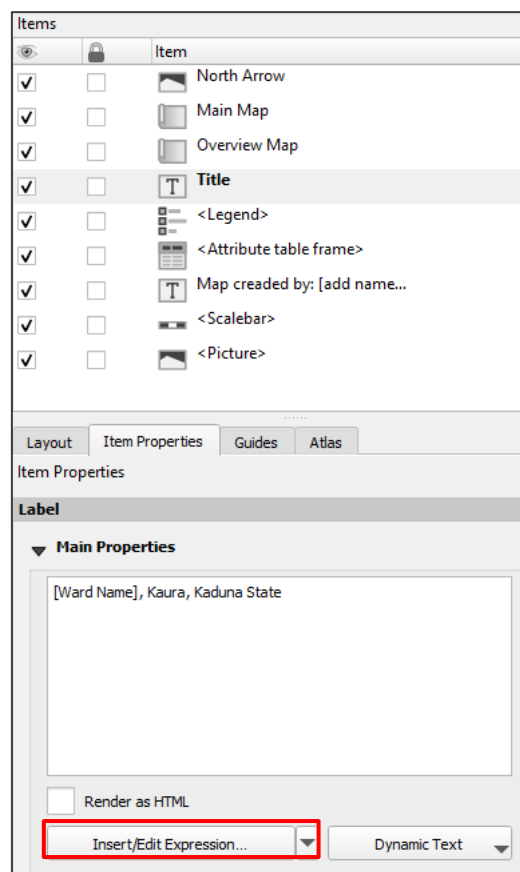 Items
Item
North Arrow
Main Map
Overview Map
T Title
<Legend>
<Attribute table frame>
T Map creaded by: [add name...
<Scalebar>
<Picture>
Layout Item Properties Guides Atlas
Item Properties
Label
Main Properties
[Ward Name], Kaura, Kaduna State
Render as HTML
Insert/Edit Expression... Dynamic Text